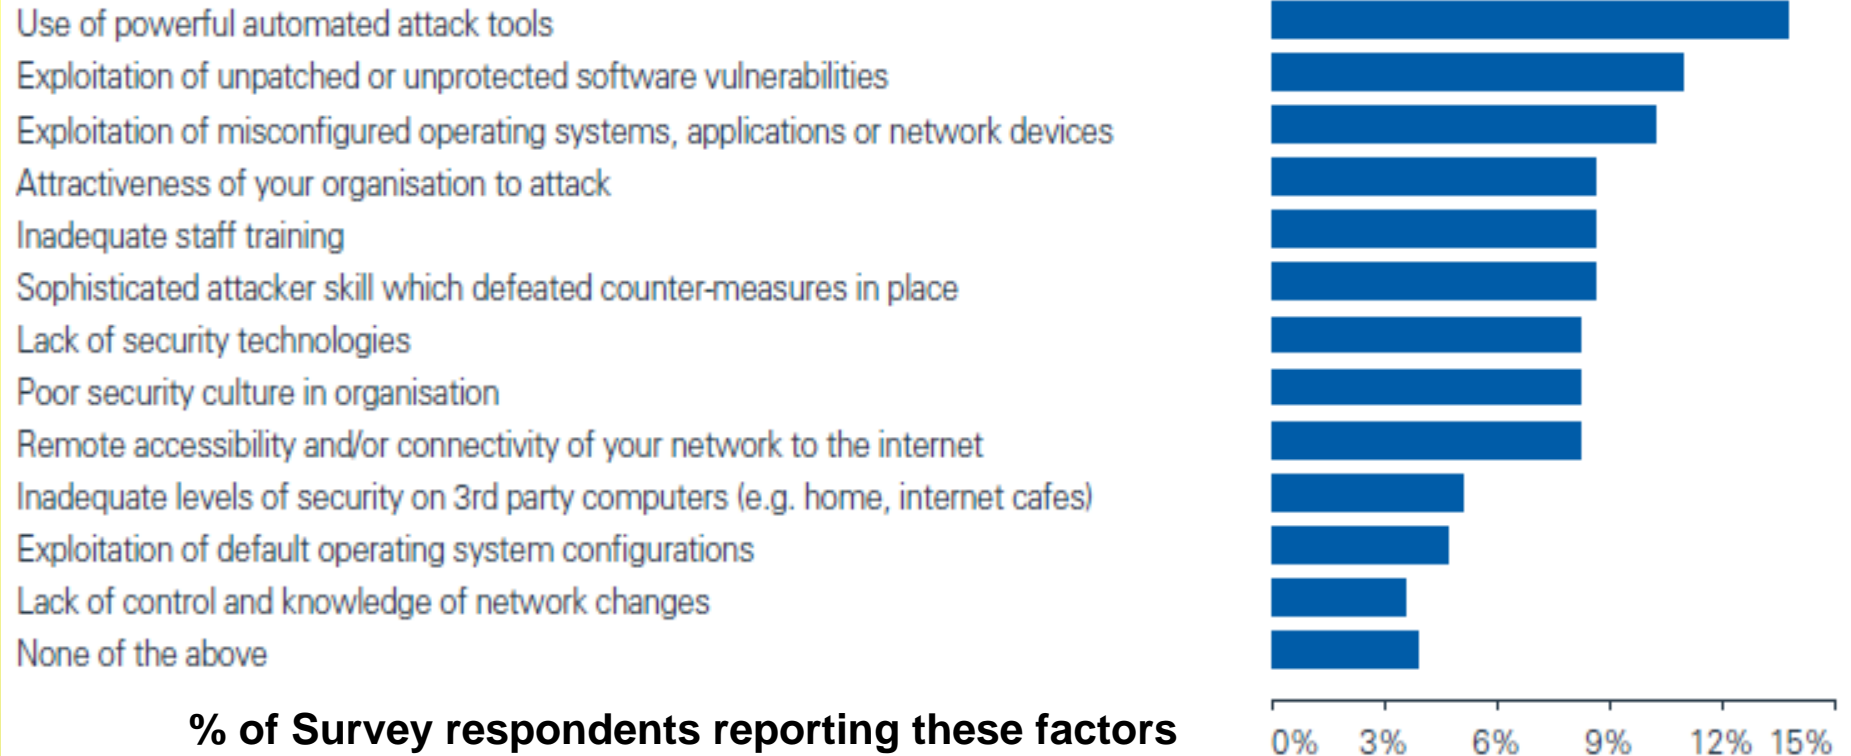 Use of powerful automated attack tools
Exploitation of unpatched or unprotected software vulnerabilities
Exploitation of misconfigured operating systems, applications or network devices
Attractiveness of your organisation to attack
Inadequate staff training
Sophisticated attacker skill which defeated counter-measures in place
Lack of security technologies
Poor security culture in organisation
Remote accessibility and/or connectivity of your network to the internet
Inadequate levels of security on 3rd party computers (e.g. home, internet cafes)
Exploitation of default operating system configurations
Lack of control and knowledge of network changes
None of the above
% of Survey respondents reporting these factors
0% 3% 6% 9% 12% 15%